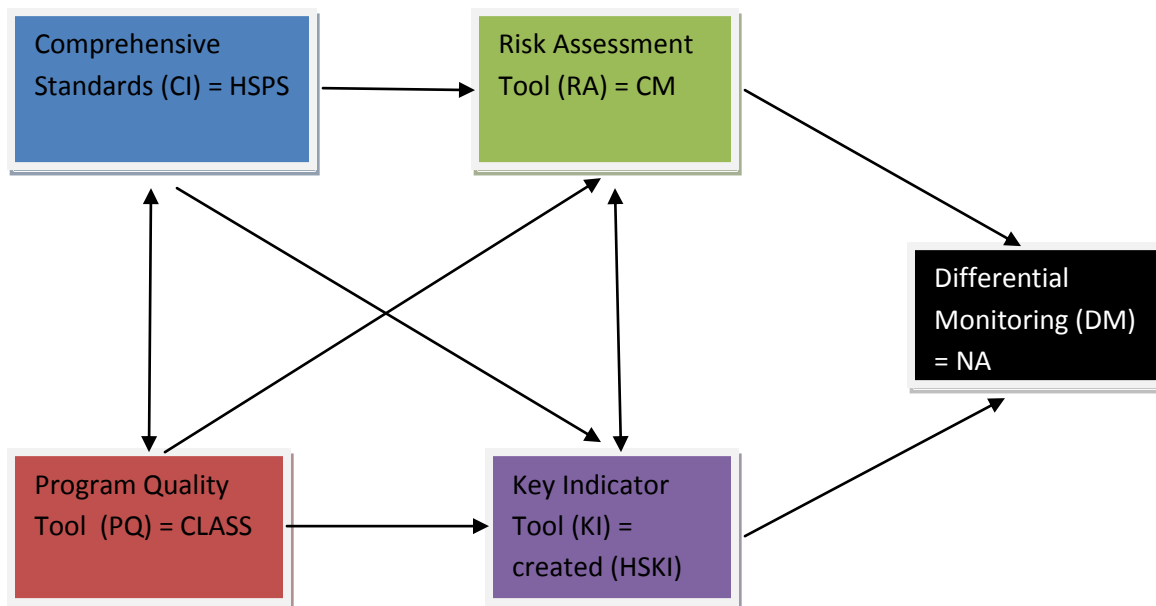 Comprehensive
Standards (CI) = HSPS
Risk Assessment
Tool (RA) = CM
Differential
Monitoring (DM)
= NA
Program Quality
Tool  (PQ) = CLASS
Key Indicator
Tool (KI) =
created (HSKI)